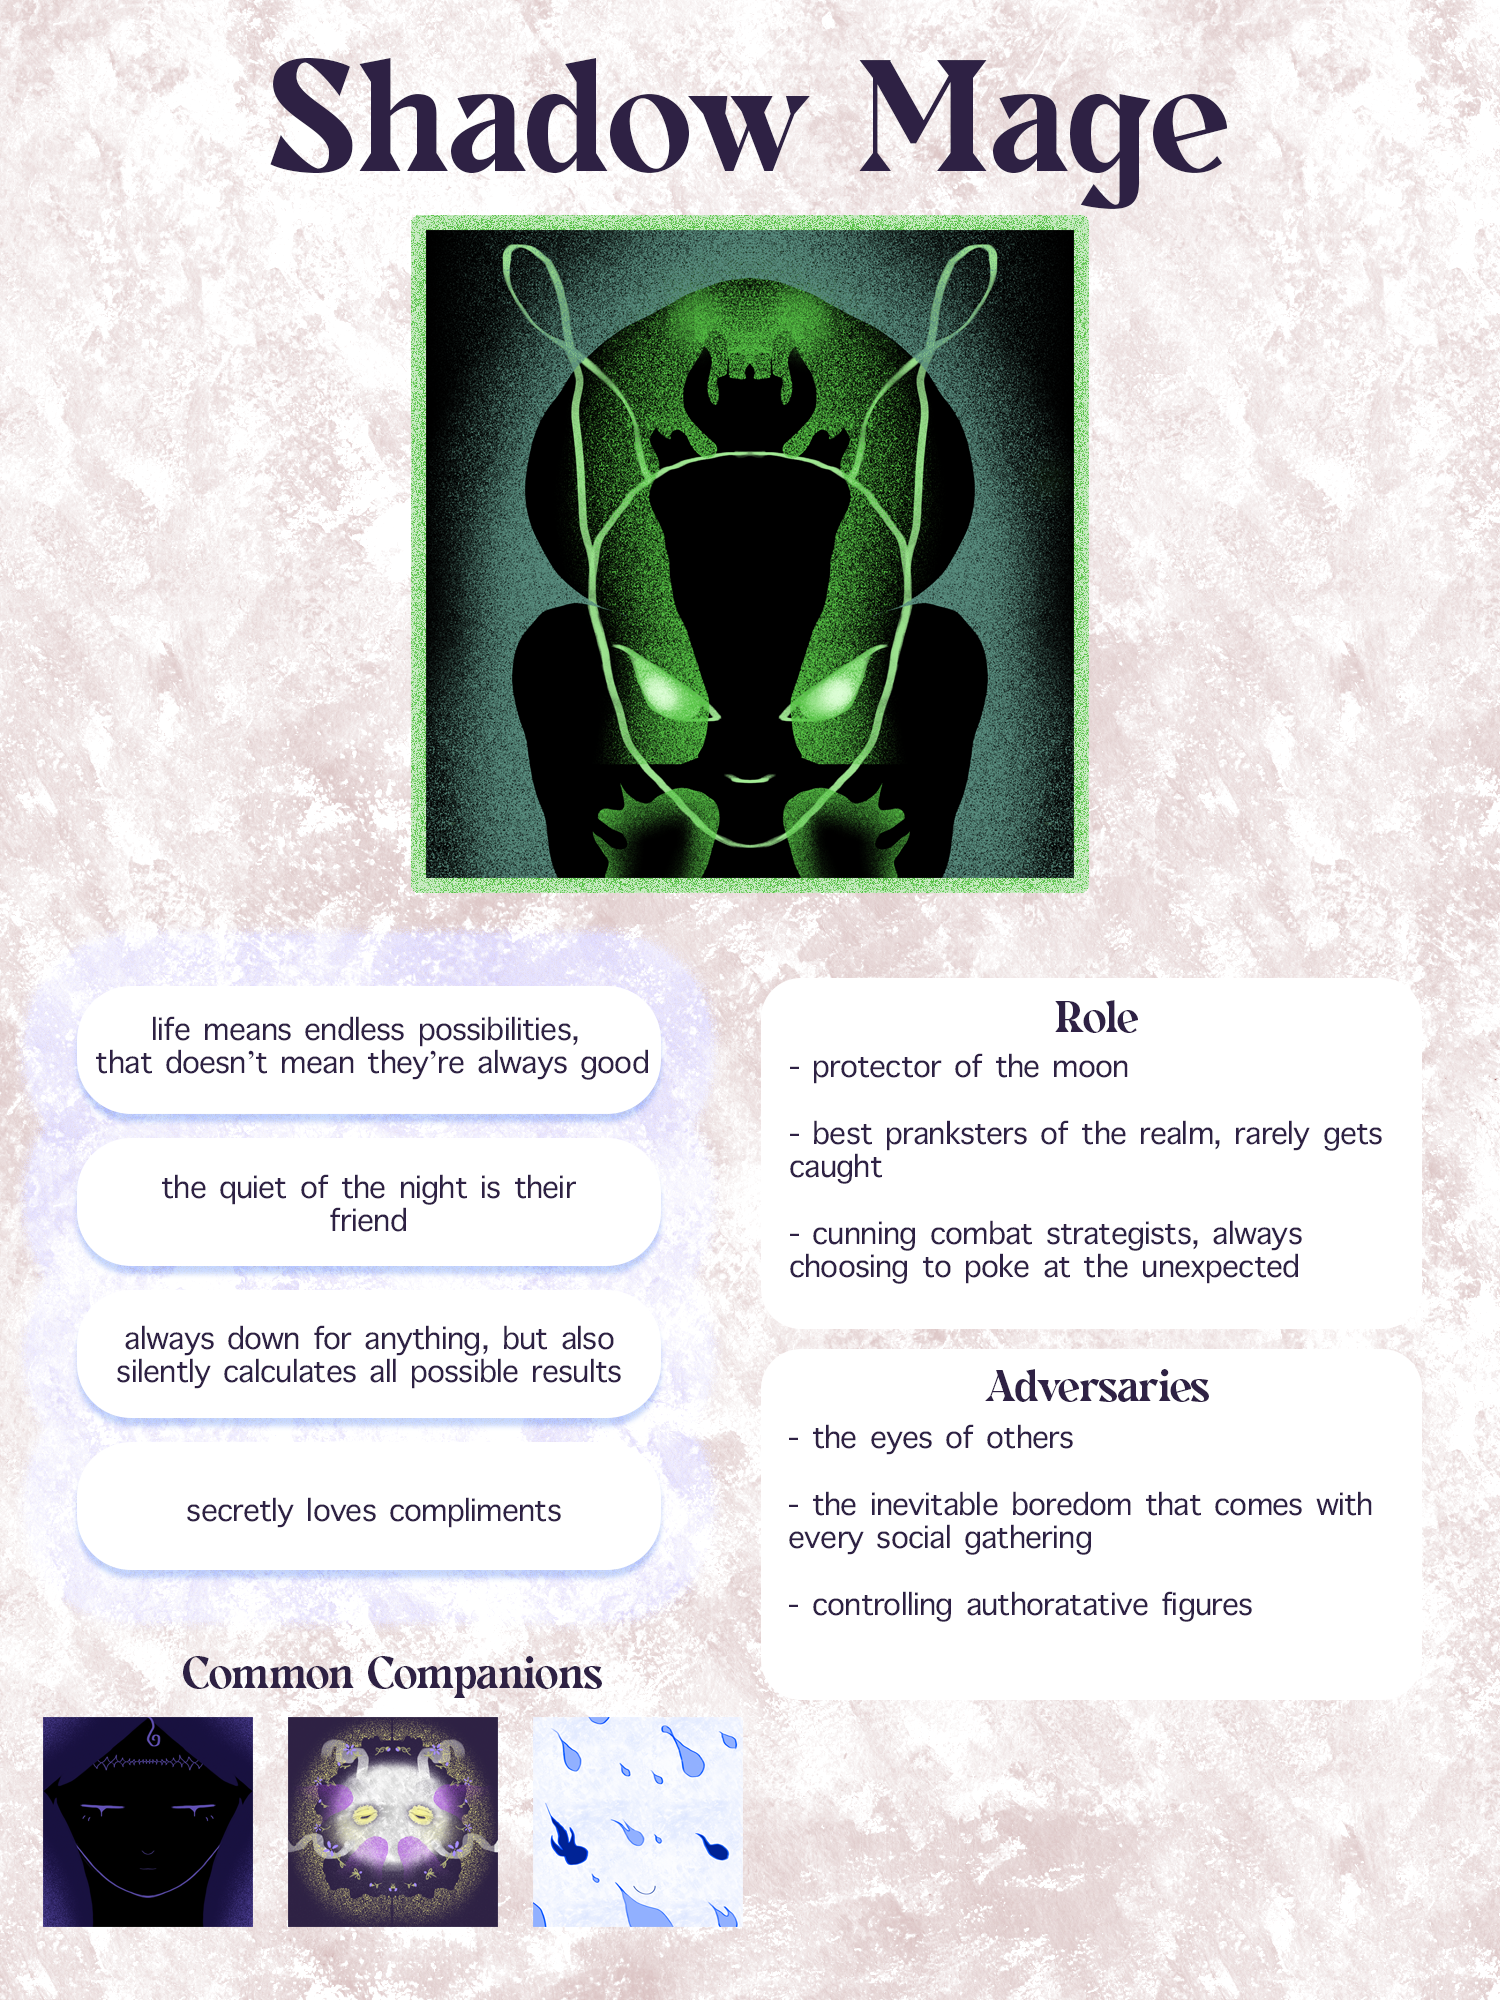 Shadow Mage
life means endless possibilities,
that doesn't mean they're always good
the quiet of the night is their
friend
always down for anything, but also
silently calculates all possible results
secretly loves compliments
Role
- protector of the moon
- best pranksters of the realm, rarely gets
caught
- cunning combat strategists, always
choosing to poke at the unexpected
Adversaries
- the eyes of others
- the inevitable boredom that comes with
every social gathering
- controlling authoratative figures
Common Companions